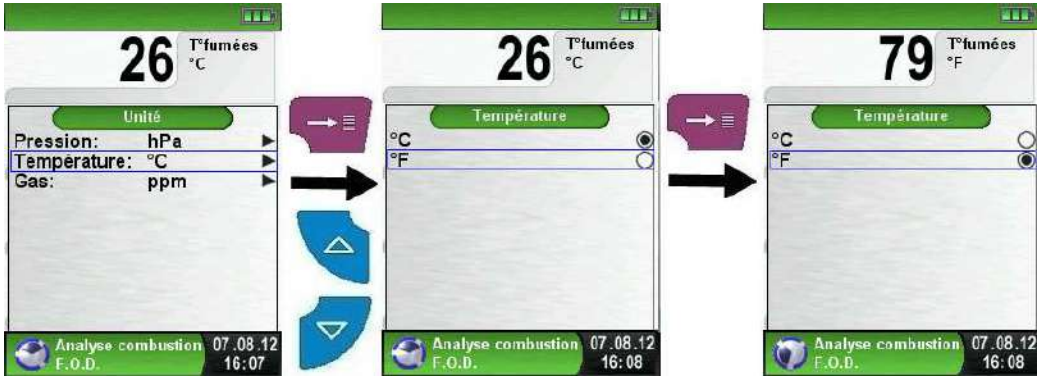 26 T°fumées
°C
Unité
Pression: hPa
Température: °C
Gas: ppm
Analyse combustion 07.08.12
F.O.D. 16:07
26 T°fumées
°C
Température
°C
°F
Analyse combustion 07.08.12
F.O.D. 16:08
79 T°fumées
°F
Température
°C
°F
Analyse combustion 07.08.12
F.O.D. 16:08